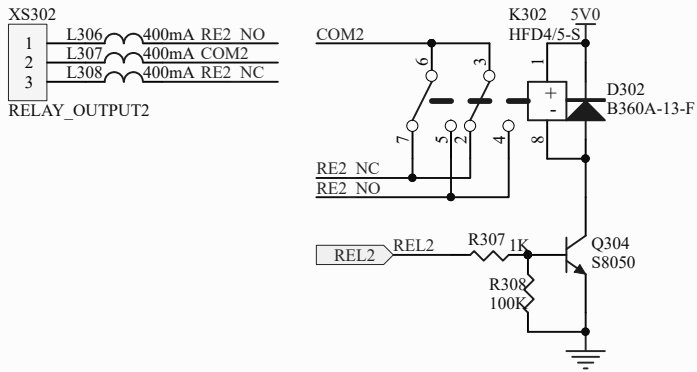 XS302
K302 5V0
HFD4/5-S
1 L306 400mA RE2_NO
2 L307 400mA COM2
3 L308 400mA RE2_NC
RELAY_OUTPUT2
COM2
6 3 1
+
-
D302
B360A-13-F
7 5 2 4 8
RE2_NC
RE2_NO
REL2 REL2 R307 1K
Q304
S8050
R308
100K